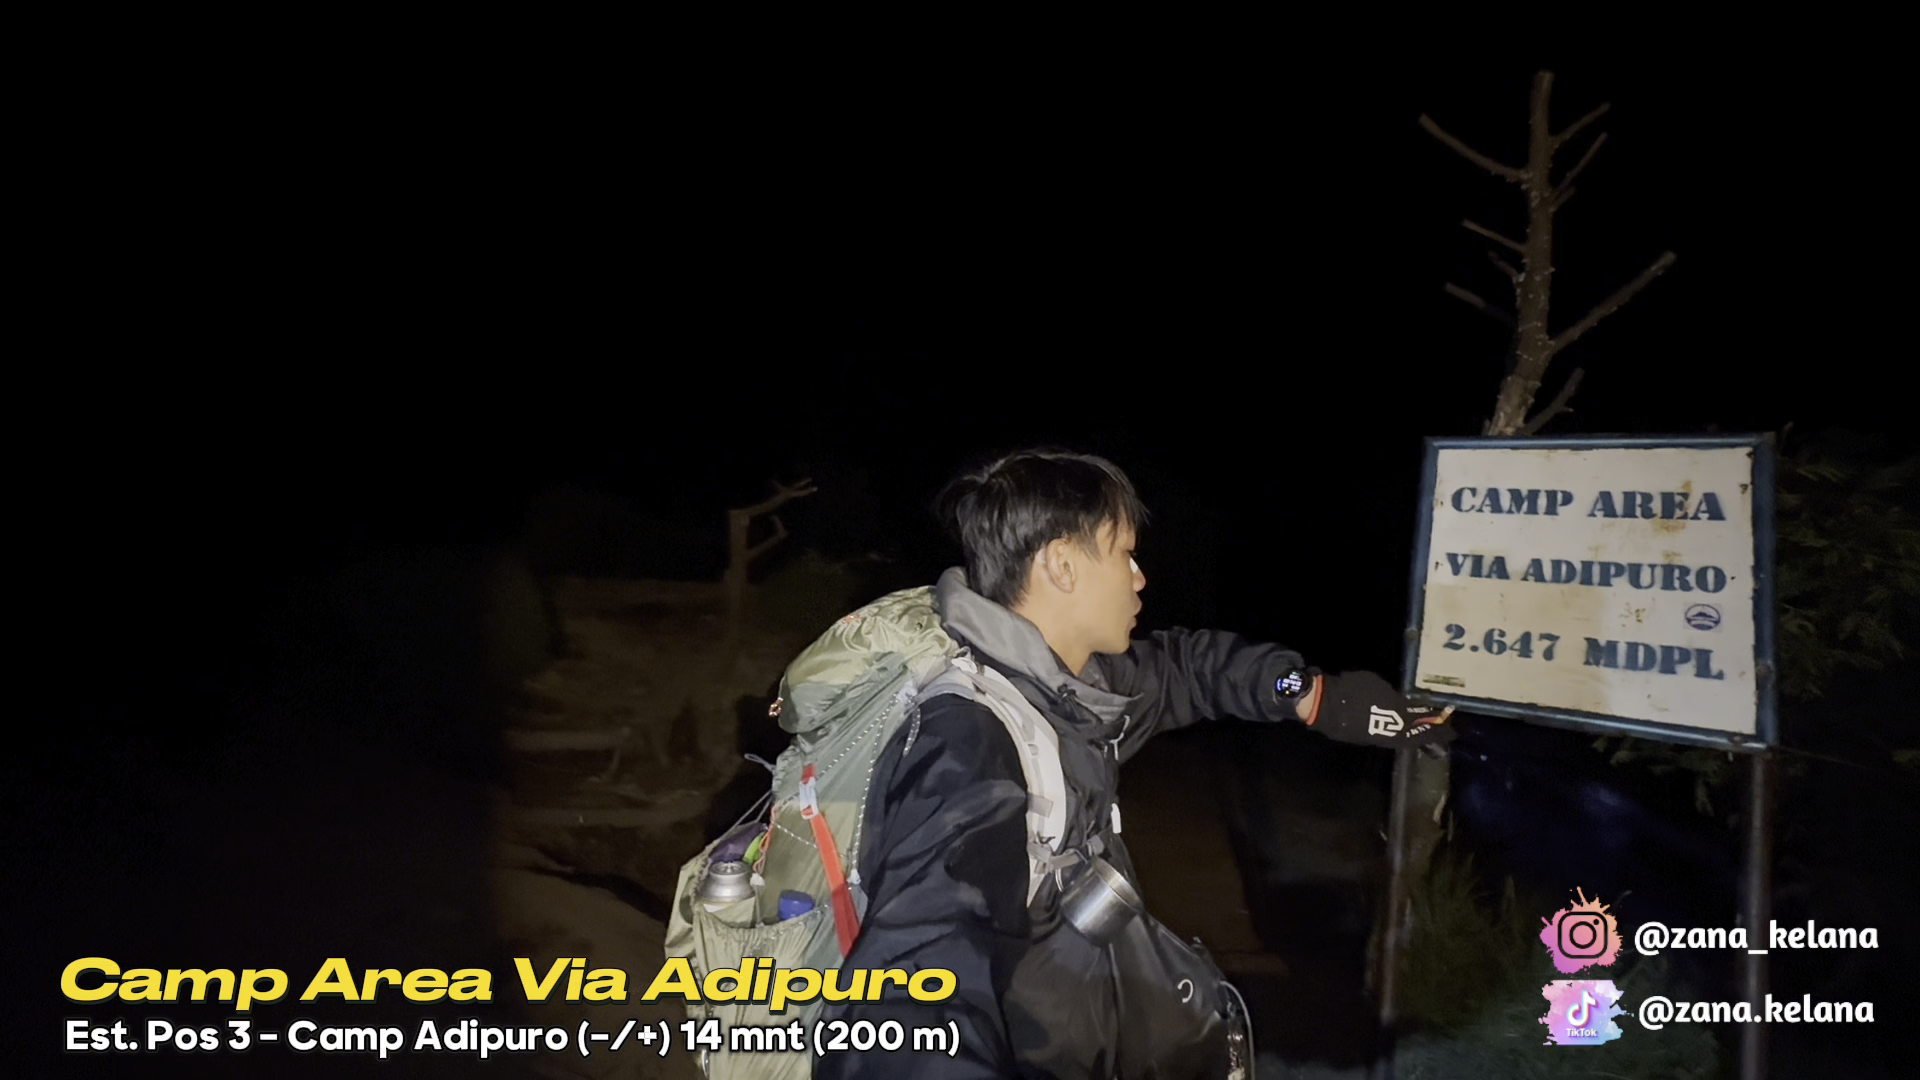 CAMP AREA
VIA ADIPURO
2.647 MDPL
Camp Area Via Adipuro
Est. Pos 3 - Camp Adipuro (-/+) 14 mnt (200 m)
@zana_kelana
@zana.kelana
TikTok